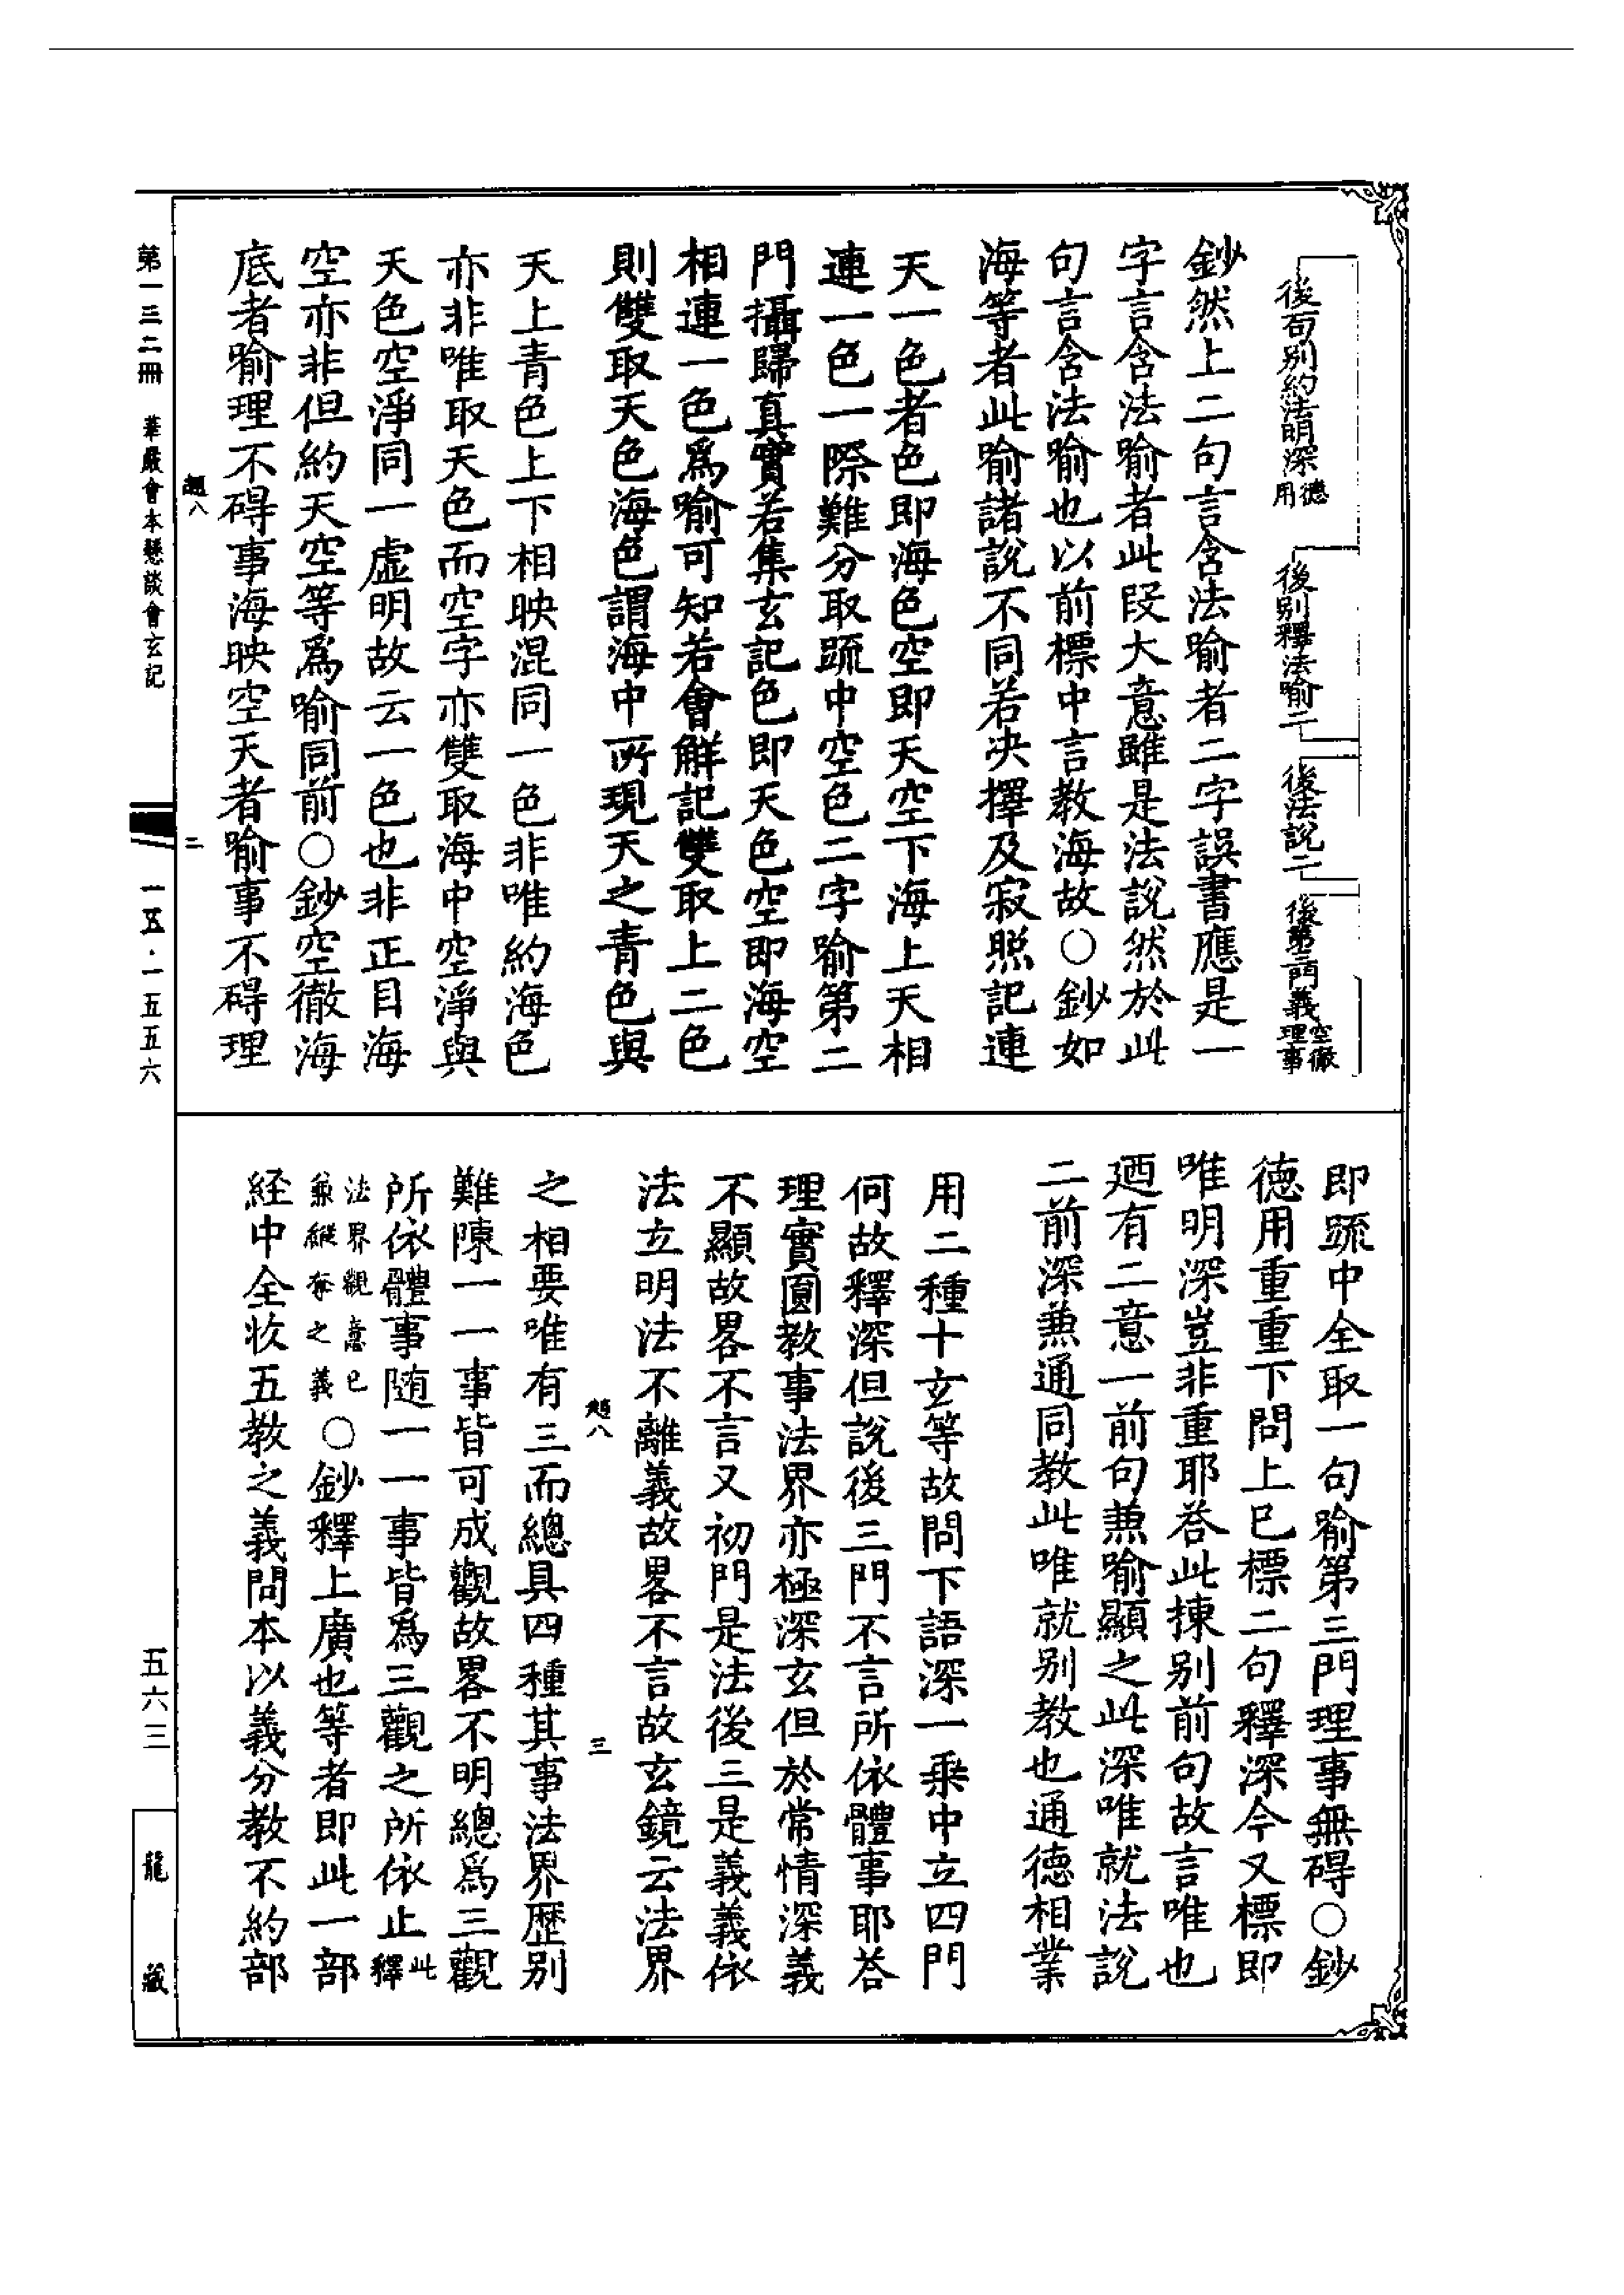 後句別約法明深德用
後別釋法喻二
後法說二
後第三兩義空徹理事
鈔然上二句言含法喻者二字誤書應是一
字言含法喻者此段大意雖是法說然於此
句言含法喻也以前標中言教海故○鈔如
海等者此喻諸說不同若決擇及寂照記連
天一色者色即海色空即天空下海上天相
連一色一際難分取䟽中空色二字喻第二
門攝歸真實若集玄記色即天色空即海空
相連一色爲喻可知若會解記雙取上二色
則雙取天色海色謂海中所現天之青色與
天上青色上下相映混同一色非唯約海色
亦非唯取天色而空字亦雙取海中空淨與
天色空淨同一虛明故云一色也非正目海
空亦非但約天空等爲喻同前○鈔空徹海
底者喻理不碍事海映空天者喻事不碍理
趙八
二
即䟽中全取一句喻第三門理事無碍○鈔
德用重重下問上已標二句釋深今又標即
唯明深豈非重耶荅此揀别前句故言唯也
廼有二意一前句兼喻顯之此深唯就法說
二前深兼通同教此唯就别教也通德相業
用二種十玄等故問下語深一乗中立四門
何故釋深但說後三門不言所依體事耶荅
理實圓教事法界亦極深玄但於常情深義
不顯故畧不言又初門是法後三是義義依
法立明法不離義故畧不言故玄鏡云法界
趙八
三
之相要唯有三而總具四種其事法界歴别
難陳一一事皆可成觀故畧不明總爲三觀
所依體事随一一事皆爲三觀之所依止此釋
法界觀意已兼縱奪之義○鈔釋上廣也等者即此一部
経中全收五教之義問本以義分教不約部
第一三二冊
華嚴會本懸談會玄記
一五·一五五六
五六三
龍藏